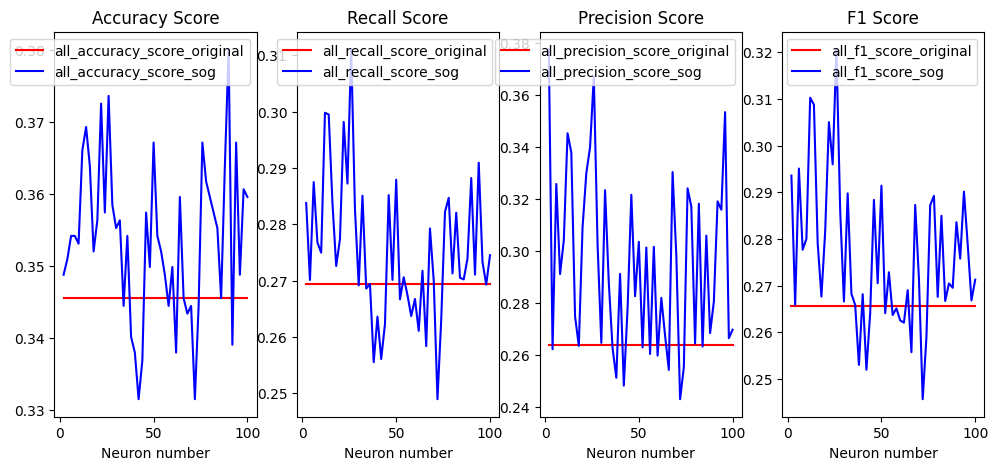 Accuracy Score
all_accuracy_score_original
all_accuracy_score_sog
0.38
0.37
0.36
0.35
0.34
0.33
0
50
100
Neuron number
Recall Score
all_recall_score_original
all_recall_score_sog
0.31
0.30
0.29
0.28
0.27
0.26
0.25
0
50
100
Neuron number
Precision Score
all_precision_score_original
all_precision_score_sog
0.38
0.36
0.34
0.32
0.30
0.28
0.26
0.24
0
50
100
Neuron number
F1 Score
all_f1_score_original
all_f1_score_sog
0.32
0.31
0.30
0.29
0.28
0.27
0.26
0.25
0
50
100
Neuron number